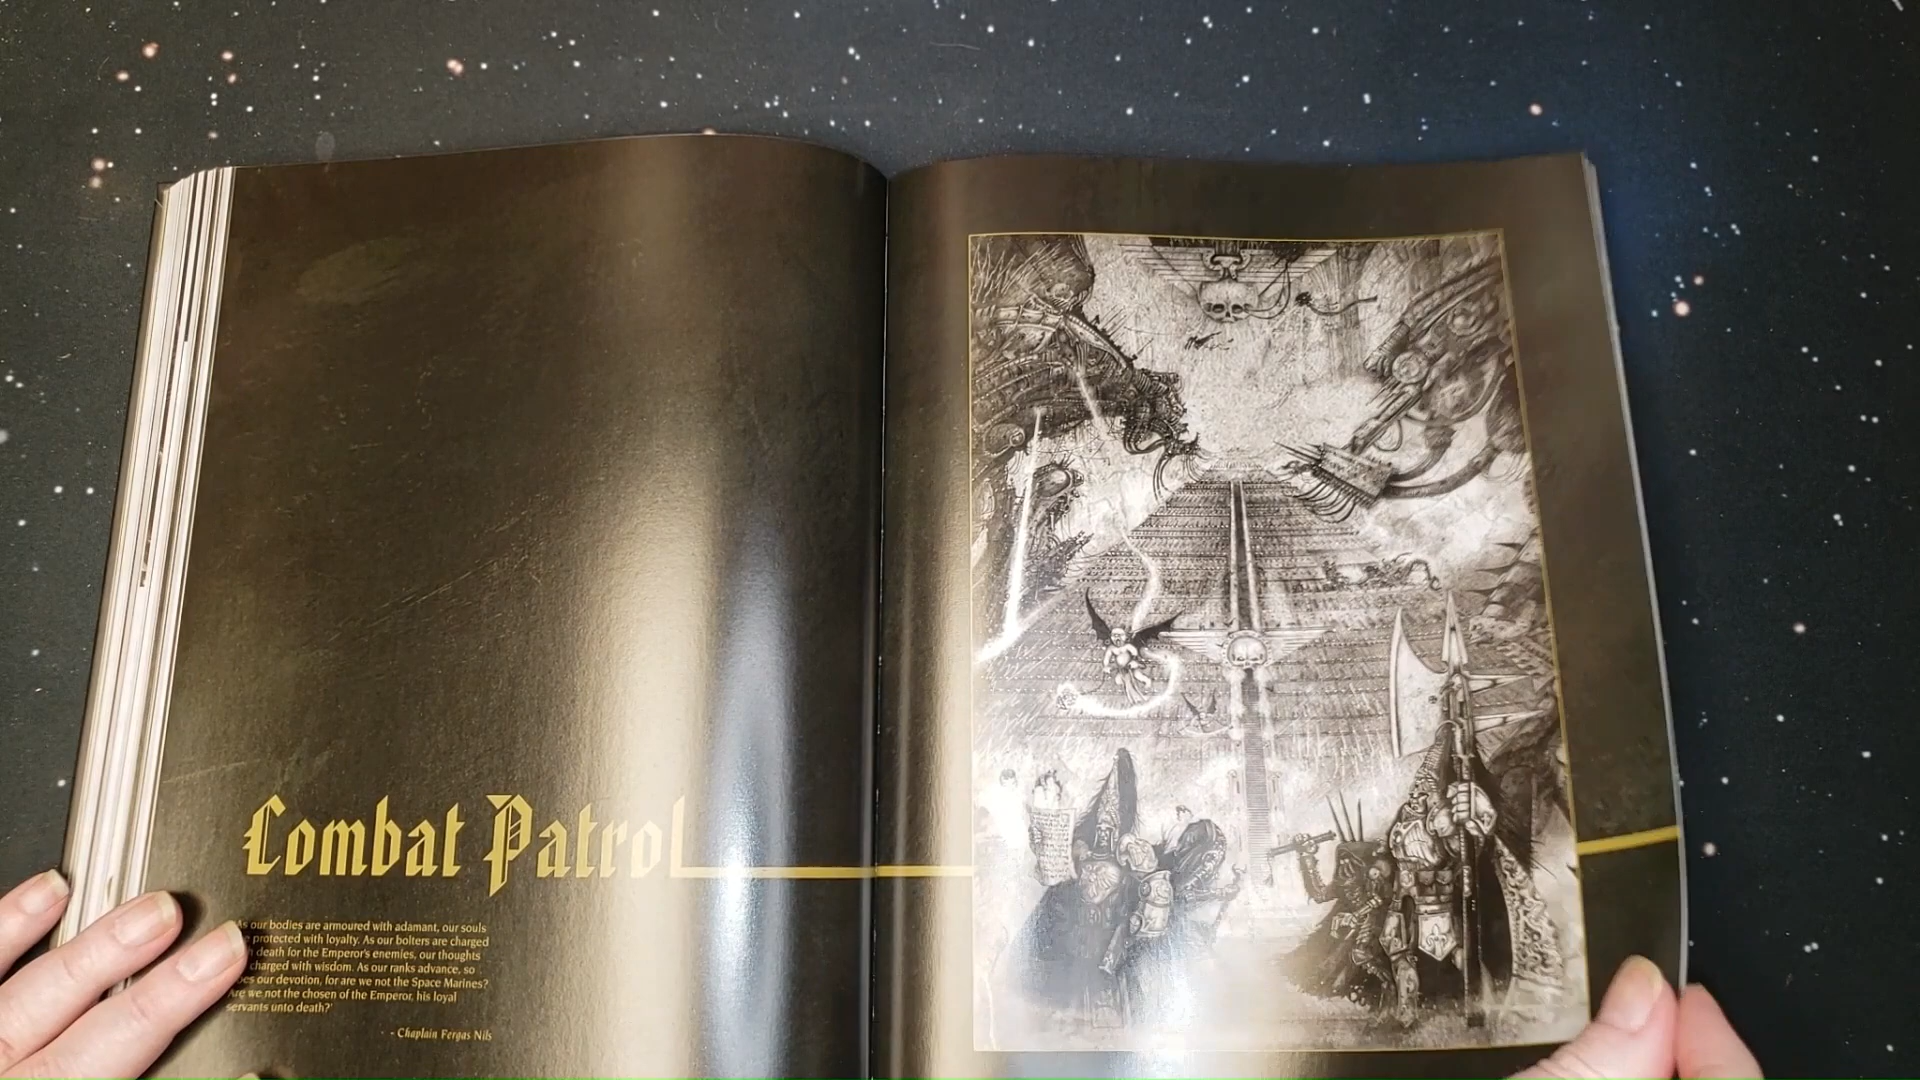 Combat Patrol
As our bodies are armoured with adamant, our souls
protected with loyalty. As our bolters are charged
death for the Emperor's enemies, our thoughts
charged with wisdom. As our ranks advance, so
our devotion, for are we not the Space Marines?
Are we not the chosen of the Emperor, his loyal
servants unto death?'
- Chaplain Fergas Nils